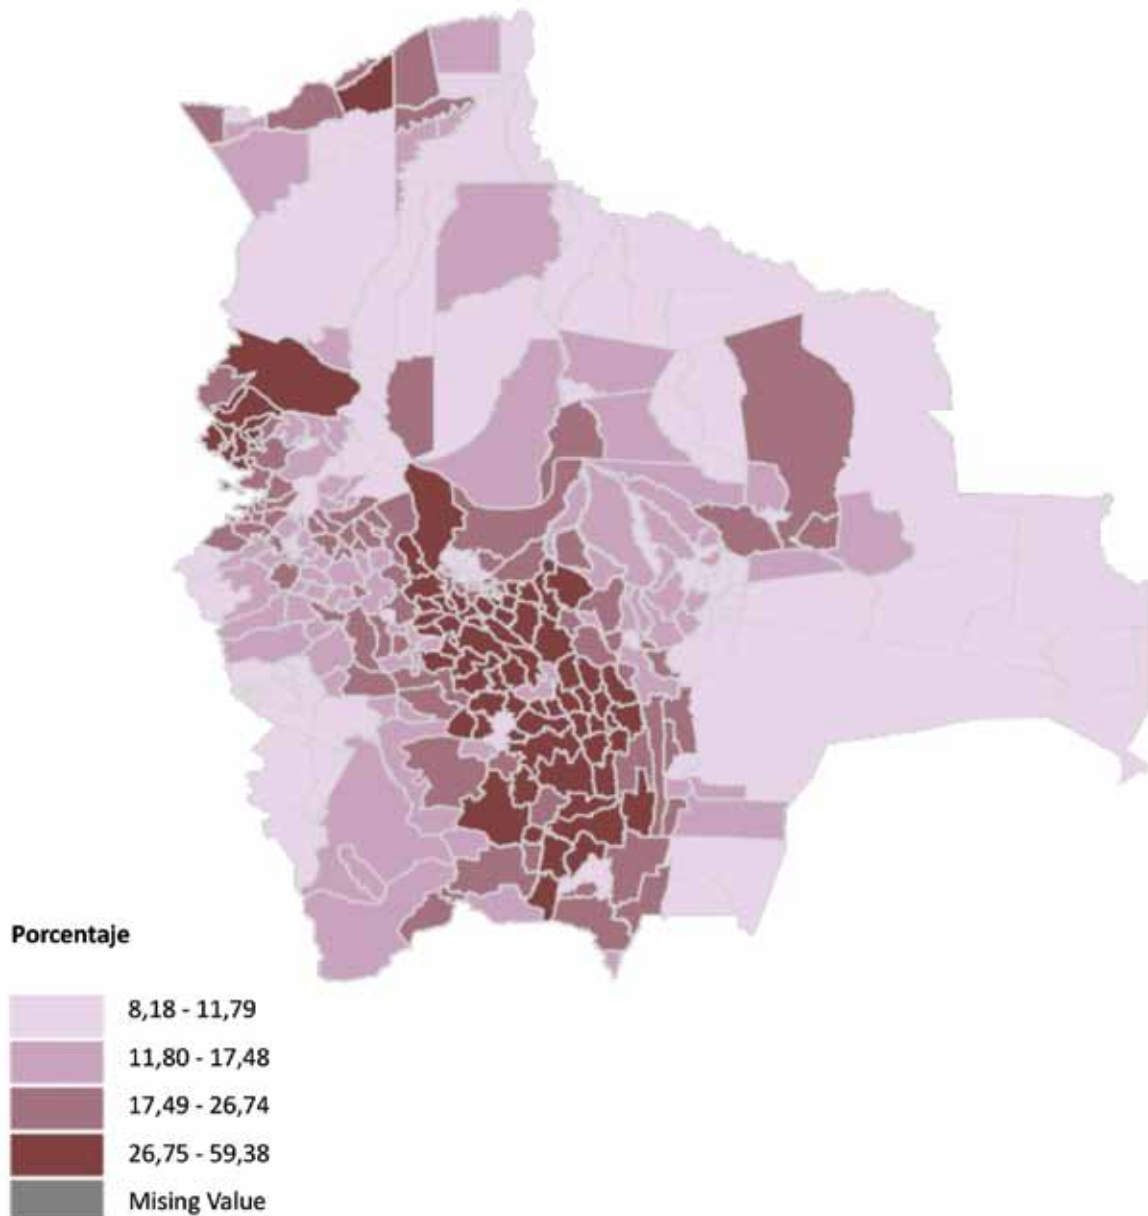 Porcentaje
8,18 - 11,79
11,80 - 17,48
17,49 - 26,74
26,75 - 59,38
Mising Value